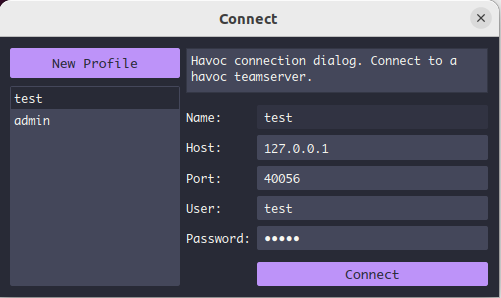 Connect
New Profile
test
admin
Havoc connection dialog. Connect to a
havoc teamserver.
Name: test
Host: 127.0.0.1
Port: 40056
User: test
Password: ●●●●●
Connect